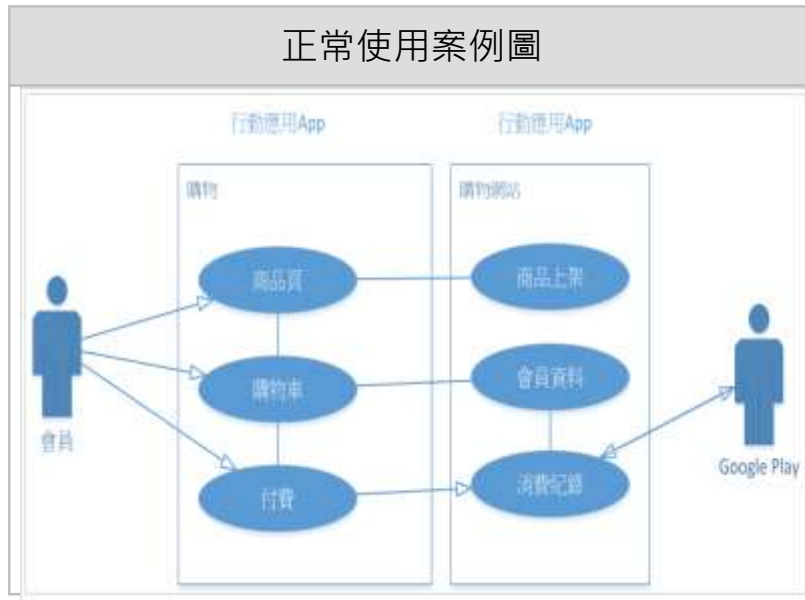 正常使用案例圖
行動應用App
行動應用App
購物
購物網站
商品頁
商品上架
購物車
會員資料
會員
付費
消費紀錄
Google Play